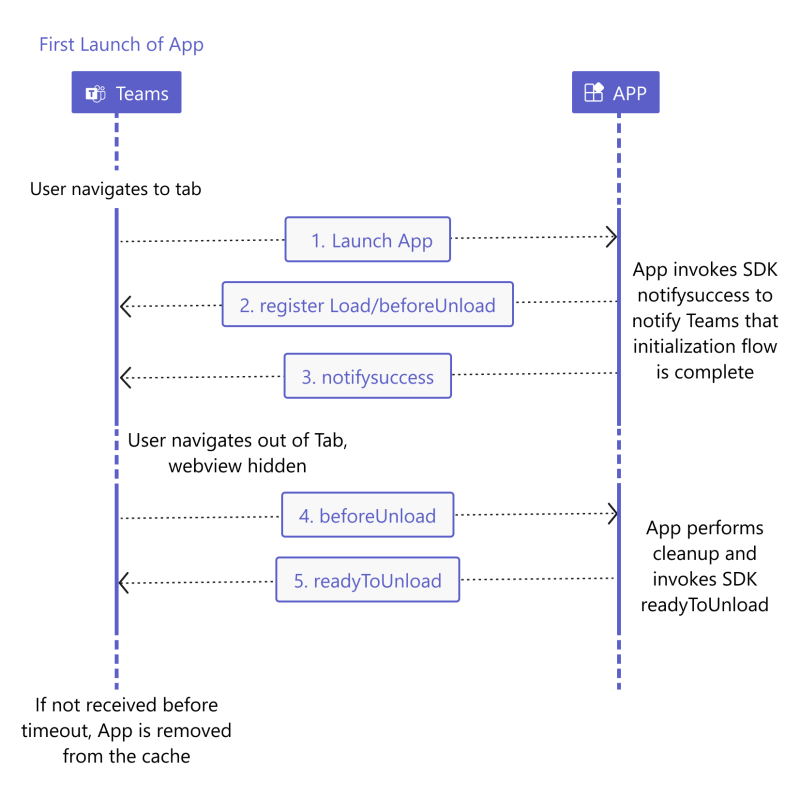 First Launch of App
Teams
APP
User navigates to tab
1. Launch App
App invokes SDK
notifysuccess to
notify Teams that
initialization flow
is complete
2. register Load/beforeUnload
3. notifysuccess
User navigates out of Tab,
webview hidden
4. beforeUnload
App performs
cleanup and
invokes SDK
readyToUnload
5. readyToUnload
If not received before
timeout, App is removed
from the cache